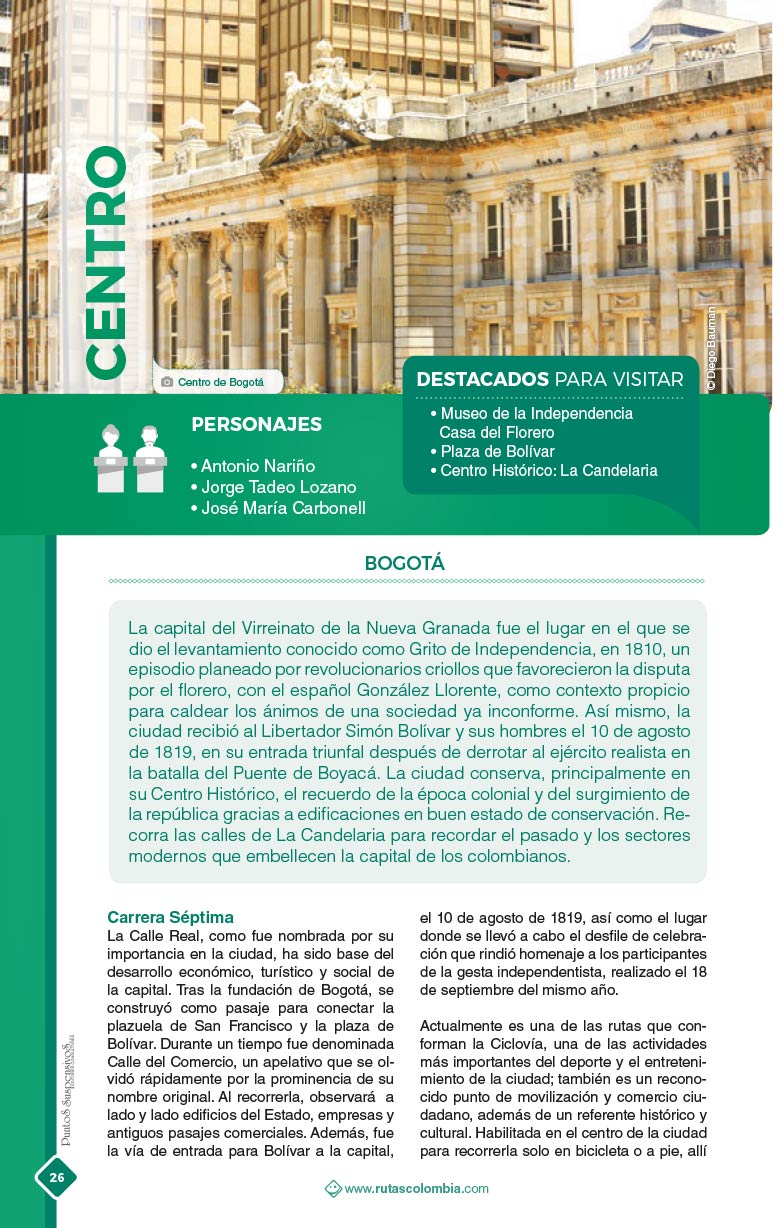 CENTRO
© Diego Bauman
Centro de Bogotá
DESTACADOS PARA VISITAR
• Museo de la Independencia
Casa del Florero
• Plaza de Bolívar
• Centro Histórico: La Candelaria
PERSONAJES
• Antonio Nariño
• Jorge Tadeo Lozano
• José María Carbonell
BOGOTÁ
La capital del Virreinato de la Nueva Granada fue el lugar en el que se
dio el levantamiento conocido como Grito de Independencia, en 1810, un
episodio planeado por revolucionarios criollos que favorecieron la disputa
por el florero, con el español González Llorente, como contexto propicio
para caldear los ánimos de una sociedad ya inconforme. Así mismo, la
ciudad recibió al Libertador Simón Bolívar y sus hombres el 10 de agosto
de 1819, en su entrada triunfal después de derrotar al ejército realista en
la batalla del Puente de Boyacá. La ciudad conserva, principalmente en
su Centro Histórico, el recuerdo de la época colonial y del surgimiento de
la república gracias a edificaciones en buen estado de conservación. Re-
corra las calles de La Candelaria para recordar el pasado y los sectores
modernos que embellecen la capital de los colombianos.
Carrera Séptima
La Calle Real, como fue nombrada por su
importancia en la ciudad, ha sido base del
desarrollo económico, turístico y social de
la capital. Tras la fundación de Bogotá, se
construyó como pasaje para conectar la
plazuela de San Francisco y la plaza de
Bolívar. Durante un tiempo fue denominada
Calle del Comercio, un apelativo que se ol-
vidó rápidamente por la prominencia de su
nombre original. Al recorrerla, observará a
lado y lado edificios del Estado, empresas y
antiguos pasajes comerciales. Además, fue
la vía de entrada para Bolívar a la capital,
el 10 de agosto de 1819, así como el lugar
donde se llevó a cabo el desfile de celebra-
ción que rindió homenaje a los participantes
de la gesta independentista, realizado el 18
de septiembre del mismo año.
Actualmente es una de las rutas que con-
forman la Ciclovía, una de las actividades
más importantes del deporte y el entreteni-
miento de la ciudad; también es un recono-
cido punto de movilización y comercio ciu-
dadano, además de un referente histórico y
cultural. Habilitada en el centro de la ciudad
para recorrerla solo en bicicleta o a pie, allí
Puntos Suspensivos
26
www.rutascolombia.com